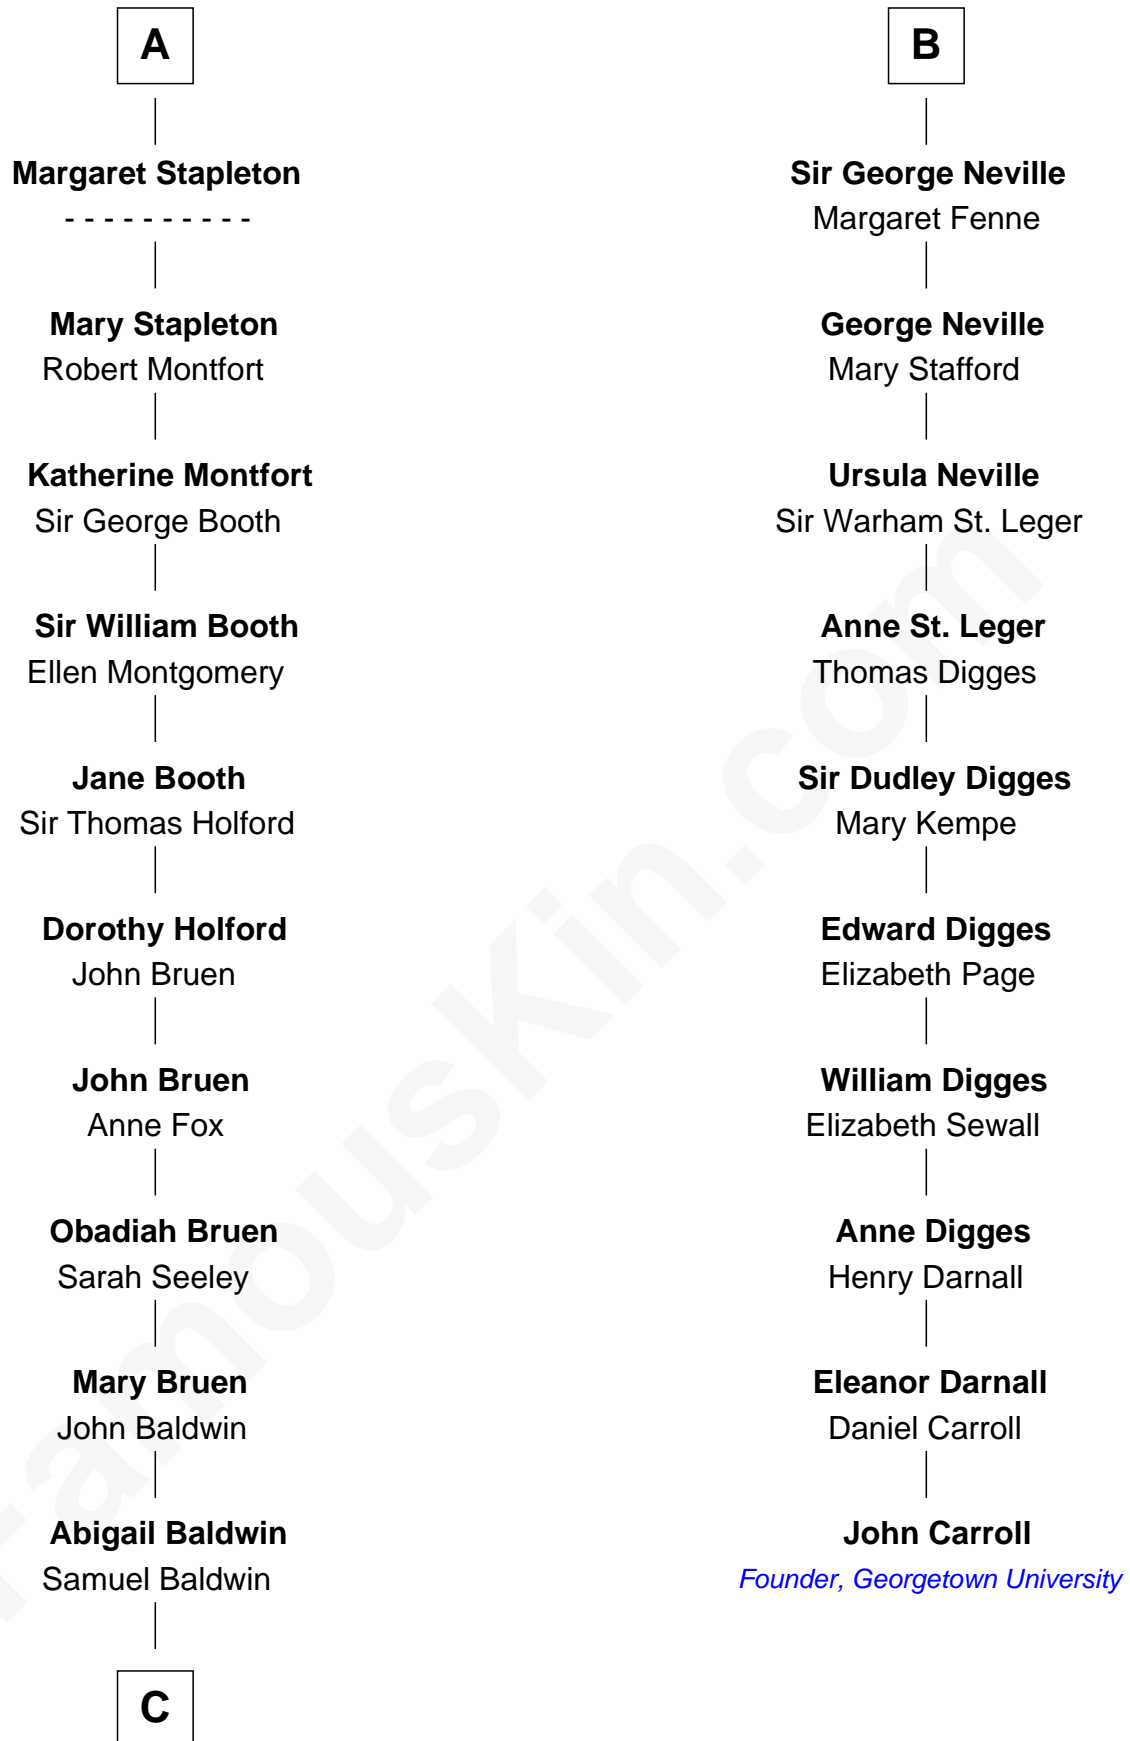 A
Margaret Stapleton
- - - - - - - - - -
Mary Stapleton
Robert Montfort
Katherine Montfort
Sir George Booth
Sir William Booth
Ellen Montgomery
Jane Booth
Sir Thomas Holford
Dorothy Holford
John Bruen
John Bruen
Anne Fox
Obadiah Bruen
Sarah Seeley
Mary Bruen
John Baldwin
Abigail Baldwin
Samuel Baldwin
C
B
Sir George Neville
Margaret Fenne
George Neville
Mary Stafford
Ursula Neville
Sir Warham St. Leger
Anne St. Leger
Thomas Digges
Sir Dudley Digges
Mary Kempe
Edward Digges
Elizabeth Page
William Digges
Elizabeth Sewall
Anne Digges
Henry Darnall
Eleanor Darnall
Daniel Carroll
John Carroll
Founder, Georgetown University
FamousKin.com